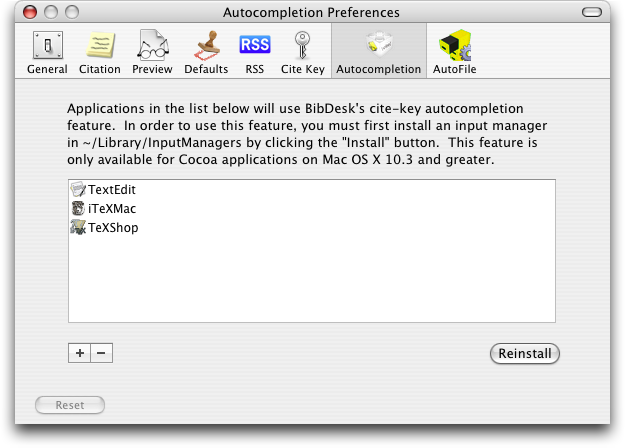 Autocompletion Preferences
RSS
General Citation Preview Defaults RSS Cite Key Autocompletion AutoFile
Applications in the list below will use BibDesk's cite-key autocompletion
feature.  In order to use this feature, you must first install an input manager
in ~/Library/InputManagers by clicking the "Install" button.  This feature is
only available for Cocoa applications on Mac OS X 10.3 and greater.
TextEdit
iTeXMac
TeXShop
+ −
Reinstall
Reset